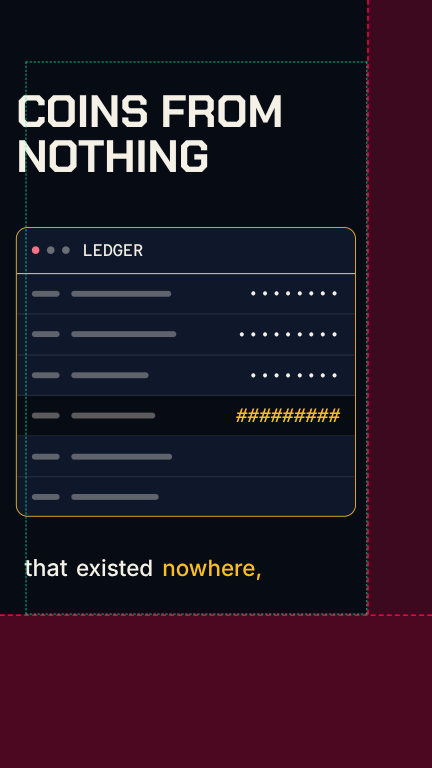 COINS FROM
NOTHING
LEDGER
••••••••
•••••••••
••••••••
#########
that existed nowhere,